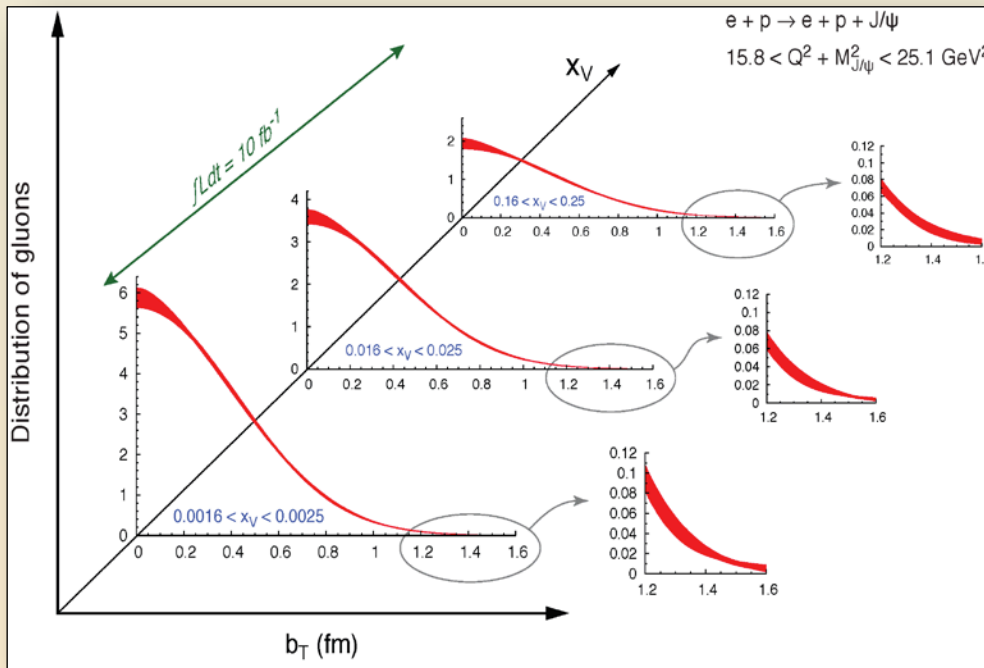 e + p → e + p + J/ψ
15.8 < Q² + M²J/ψ < 25.1 GeV²
xV
∫Ldt = 10 fb⁻¹
Distribution of gluons
bT (fm)
2
1
0
0.16 < xV < 0.25
0 0.2 0.4 0.6 0.8 1 1.2 1.4 1.6
0.12
0.1
0.08
0.06
0.04
0.02
0
1.2 1.4 1.6
4
3
2
1
0
0.016 < xV < 0.025
0 0.2 0.4 0.6 0.8 1 1.2 1.4 1.6
0.12
0.1
0.08
0.06
0.04
0.02
0
1.2 1.4 1.6
6
5
4
3
2
1
0
0.0016 < xV < 0.0025
0 0.2 0.4 0.6 0.8 1 1.2 1.4 1.6
0.12
0.1
0.08
0.06
0.04
0.02
0
1.2 1.4 1.6